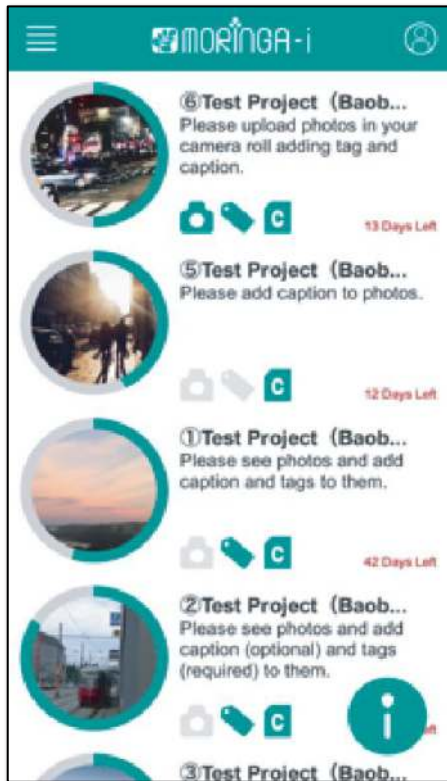 MORINGA-i
⑥Test Project（Baob...
Please upload photos in your
camera roll adding tag and
caption.
C
13 Days Left
⑤Test Project（Baob...
Please add caption to photos.
C
12 Days Left
①Test Project（Baob...
Please see photos and add
caption and tags to them.
C
42 Days Left
②Test Project（Baob...
Please see photos and add
caption (optional) and tags
(required) to them.
C
i
③Test Project（Baob...